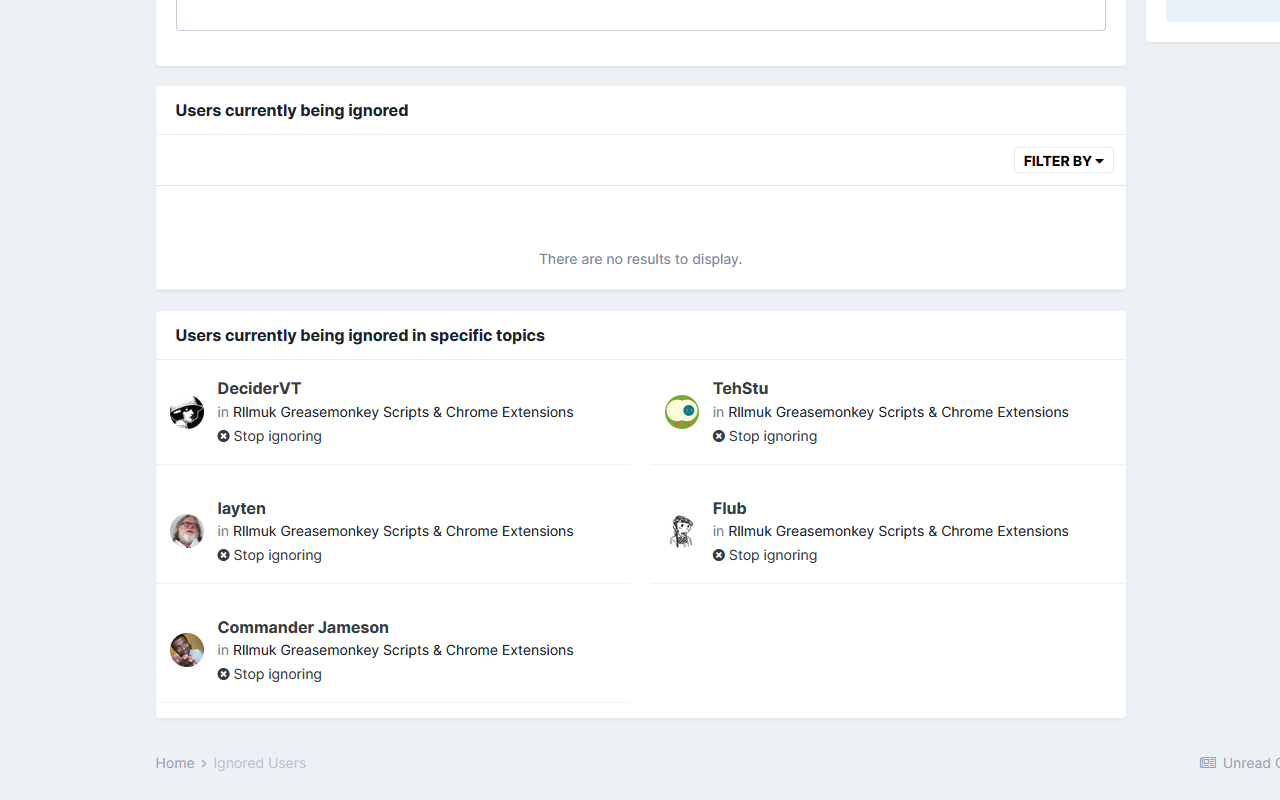 Users currently being ignored
FILTER BY
There are no results to display.
Users currently being ignored in specific topics
DeciderVT
in Rllmuk Greasemonkey Scripts & Chrome Extensions
Stop ignoring
TehStu
in Rllmuk Greasemonkey Scripts & Chrome Extensions
Stop ignoring
layten
in Rllmuk Greasemonkey Scripts & Chrome Extensions
Stop ignoring
Flub
in Rllmuk Greasemonkey Scripts & Chrome Extensions
Stop ignoring
Commander Jameson
in Rllmuk Greasemonkey Scripts & Chrome Extensions
Stop ignoring
Home > Ignored Users
Unread